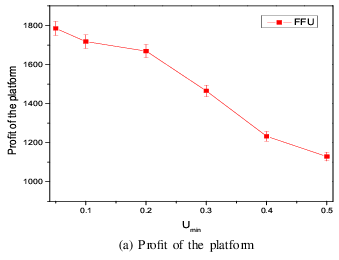 FFU
1800
1600
1400
1200
1000
Profit of the platform
0.1 0.2 0.3 0.4 0.5
U min
(a) Profit of the platform